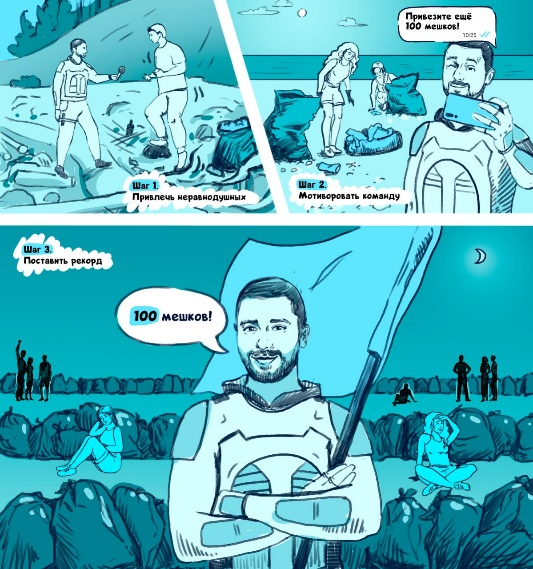 Привезите ещё
100 мешков!
10:25
Шаг 1.
Привлечь неравнодушных
Шаг 2.
Мотивировать команду
Шаг 3.
Поставить рекорд
100 мешков!